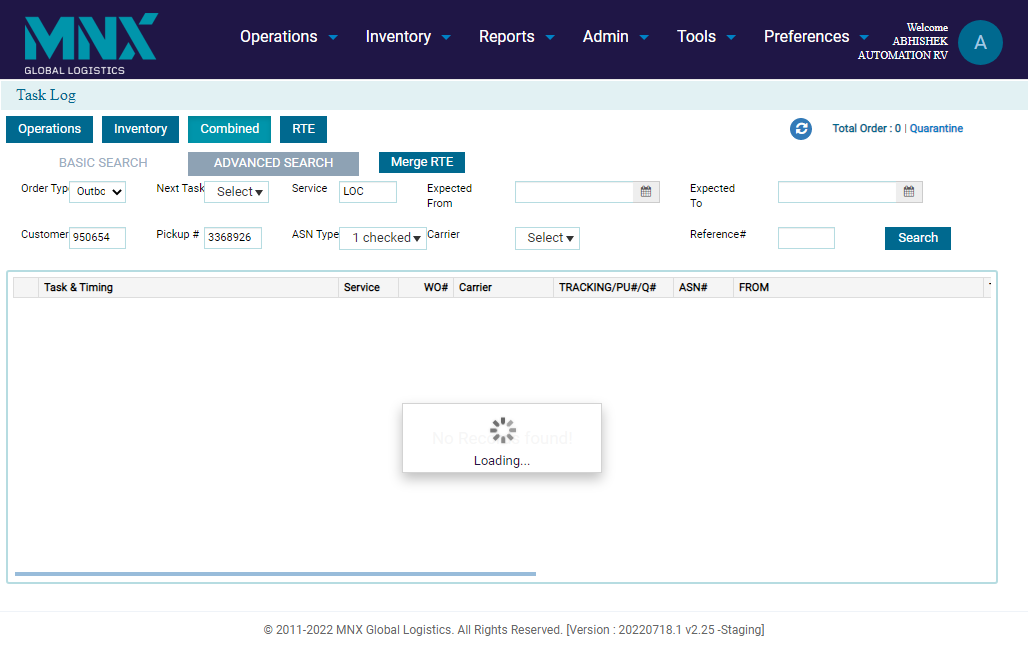 MNX
GLOBAL LOGISTICS
Operations Inventory Reports Admin Tools Preferences
Welcome
ABHISHEK
AUTOMATION RV
A
Task Log
Operations Inventory Combined RTE
Total Order : 0 | Quarantine
BASIC SEARCH ADVANCED SEARCH Merge RTE
Order Typ Outbc Next Task Select Service LOC Expected From Expected To
Customer 950654 Pickup # 3368926 ASN Type 1 checked Carrier Select Reference# Search
Task & Timing Service WO# Carrier TRACKING/PU#/Q# ASN# FROM
No Records found!
Loading...
© 2011-2022 MNX Global Logistics. All Rights Reserved. [Version : 20220718.1 v2.25 -Staging]